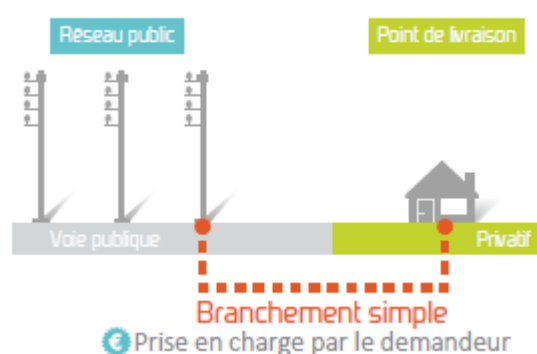 Réseau public
Point de livraison
Voie publique
Privatif
Branchement simple
€ Prise en charge par le demandeur